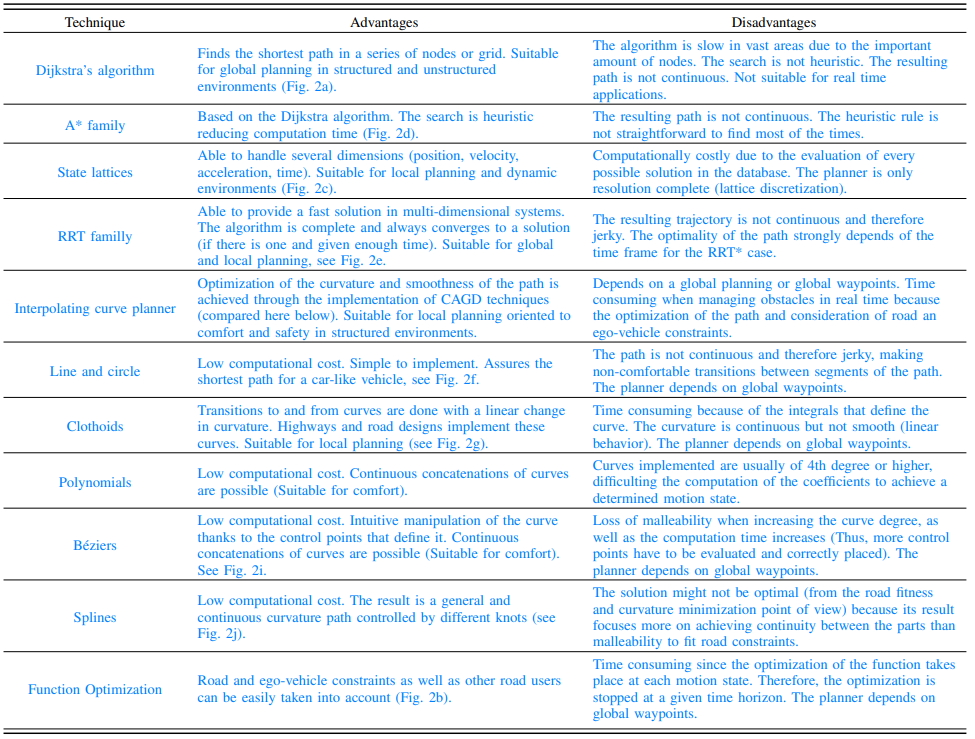 Technique Advantages Disadvantages
Dijkstra's algorithm
Finds the shortest path in a series of nodes or grid. Suitable
for global planning in structured and unstructured
environments (Fig. 2a).
The algorithm is slow in vast areas due to the important
amount of nodes. The search is not heuristic. The resulting
path is not continuous. Not suitable for real time
applications.
A* family
Based on the Dijkstra algorithm. The search is heuristic
reducing computation time (Fig. 2d).
The resulting path is not continuous. The heuristic rule is
not straightforward to find most of the times.
State lattices
Able to handle several dimensions (position, velocity,
acceleration, time). Suitable for local planning and dynamic
environments (Fig. 2c).
Computationally costly due to the evaluation of every
possible solution in the database. The planner is only
resolution complete (lattice discretization).
RRT familly
Able to provide a fast solution in multi-dimensional systems.
The algorithm is complete and always converges to a solution
(if there is one and given enough time). Suitable for global
and local planning, see Fig. 2e.
The resulting trajectory is not continuous and therefore
jerky. The optimality of the path strongly depends of the
time frame for the RRT* case.
Interpolating curve planner
Optimization of the curvature and smoothness of the path is
achieved through the implementation of CAGD techniques
(compared here below). Suitable for local planning oriented to
comfort and safety in structured environments.
Depends on a global planning or global waypoints. Time
consuming when managing obstacles in real time because
the optimization of the path and consideration of road an
ego-vehicle constraints.
Line and circle
Low computational cost. Simple to implement. Assures the
shortest path for a car-like vehicle, see Fig. 2f.
The path is not continuous and therefore jerky, making
non-comfortable transitions between segments of the path.
The planner depends on global waypoints.
Clothoids
Transitions to and from curves are done with a linear change
in curvature. Highways and road designs implement these
curves. Suitable for local planning (see Fig. 2g).
Time consuming because of the integrals that define the
curve. The curvature is continuous but not smooth (linear
behavior). The planner depends on global waypoints.
Polynomials
Low computational cost. Continuous concatenations of curves
are possible (Suitable for comfort).
Curves implemented are usually of 4th degree or higher,
difficulting the computation of the coefficients to achieve a
determined motion state.
Béziers
Low computational cost. Intuitive manipulation of the curve
thanks to the control points that define it. Continuous
concatenations of curves are possible (Suitable for comfort).
See Fig. 2i.
Loss of malleability when increasing the curve degree, as
well as the computation time increases (Thus, more control
points have to be evaluated and correctly placed). The
planner depends on global waypoints.
Splines
Low computational cost. The result is a general and
continuous curvature path controlled by different knots (see
Fig. 2j).
The solution might not be optimal (from the road fitness
and curvature minimization point of view) because its result
focuses more on achieving continuity between the parts than
malleability to fit road constraints.
Function Optimization
Road and ego-vehicle constraints as well as other road users
can be easily taken into account (Fig. 2b).
Time consuming since the optimization of the function takes
place at each motion state. Therefore, the optimization is
stopped at a given time horizon. The planner depends on
global waypoints.